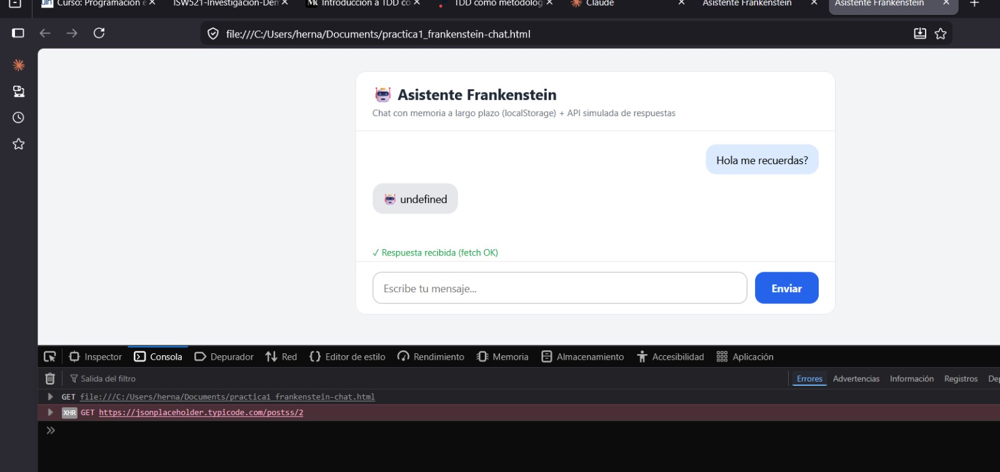 Curso: Programación e
ISW521-Investigacion-Den
Introducción a TDD co
TDD como metodolog
Claude
Asistente Frankenstein
Asistente Frankenstein
file:///C:/Users/herna/Documents/practica1_frankenstein-chat.html
Asistente Frankenstein
Chat con memoria a largo plazo (localStorage) + API simulada de respuestas
Hola me recuerdas?
undefined
✓ Respuesta recibida (fetch OK)
Escribe tu mensaje...
Enviar
Inspector
Consola
Depurador
Red
Editor de estilo
Rendimiento
Memoria
Almacenamiento
Accesibilidad
Aplicación
Salida del filtro
Errores
Advertencias
Información
Registros
GET file:///C:/Users/herna/Documents/practica1_frankenstein-chat.html
XHR GET https://jsonplaceholder.typicode.com/postss/2